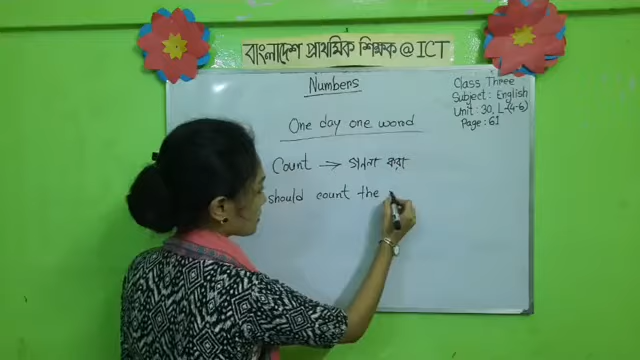 বাংলাদেশ প্রাথমিক শিক্ষক @ ICT
Numbers
Class Three
Subject : English
Unit : 30, L-(4-6)
Page : 61
One day one word
Count → গননা করা
should count the